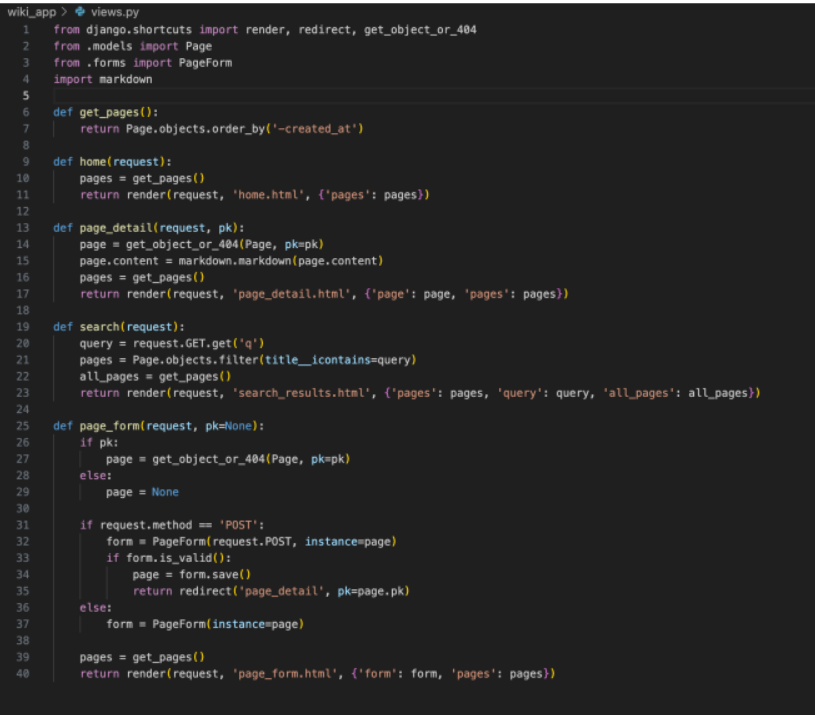 wiki_app > views.py
1 from django.shortcuts import render, redirect, get_object_or_404
2 from .models import Page
3 from .forms import PageForm
4 import markdown
5
6 def get_pages():
7     return Page.objects.order_by('-created_at')
8
9 def home(request):
10     pages = get_pages()
11     return render(request, 'home.html', {'pages': pages})
12
13 def page_detail(request, pk):
14     page = get_object_or_404(Page, pk=pk)
15     page.content = markdown.markdown(page.content)
16     pages = get_pages()
17     return render(request, 'page_detail.html', {'page': page, 'pages': pages})
18
19 def search(request):
20     query = request.GET.get('q')
21     pages = Page.objects.filter(title__icontains=query)
22     all_pages = get_pages()
23     return render(request, 'search_results.html', {'pages': pages, 'query': query, 'all_pages': all_pages})
24
25 def page_form(request, pk=None):
26     if pk:
27         page = get_object_or_404(Page, pk=pk)
28     else:
29         page = None
30
31     if request.method == 'POST':
32         form = PageForm(request.POST, instance=page)
33         if form.is_valid():
34             page = form.save()
35             return redirect('page_detail', pk=page.pk)
36     else:
37         form = PageForm(instance=page)
38
39     pages = get_pages()
40     return render(request, 'page_form.html', {'form': form, 'pages': pages})